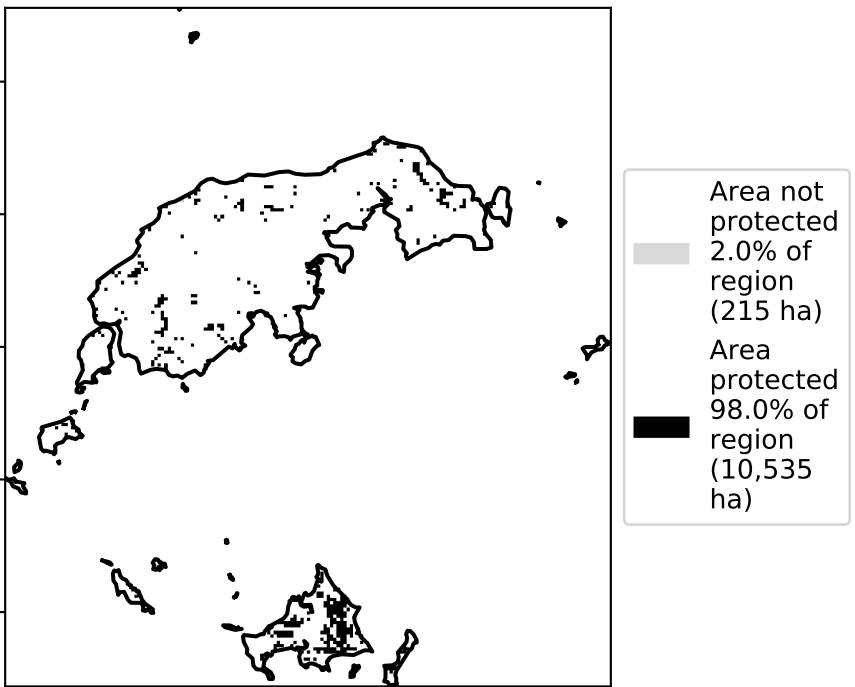 Area not
protected
2.0% of
region
(215 ha)
Area
protected
98.0% of
region
(10,535
ha)